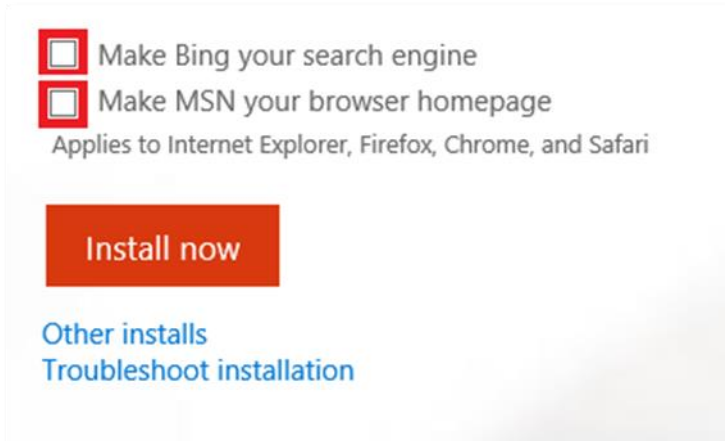 Make Bing your search engine
Make MSN your browser homepage
Applies to Internet Explorer, Firefox, Chrome, and Safari
Install now
Other installs
Troubleshoot installation